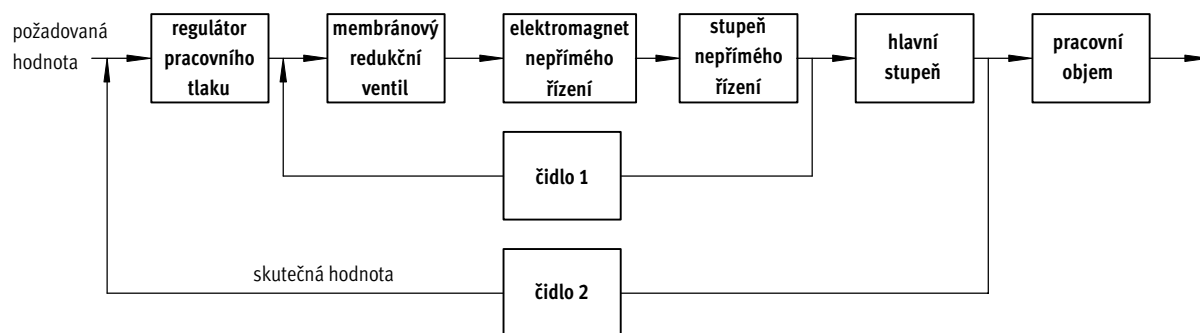 požadovaná
hodnota
regulátor
pracovního
tlaku
membránový
redukční
ventil
elektromagnet
nepřímého
řízení
stupeň
nepřímého
řízení
hlavní
stupeň
pracovní
objem
čidlo 1
skutečná hodnota
čidlo 2